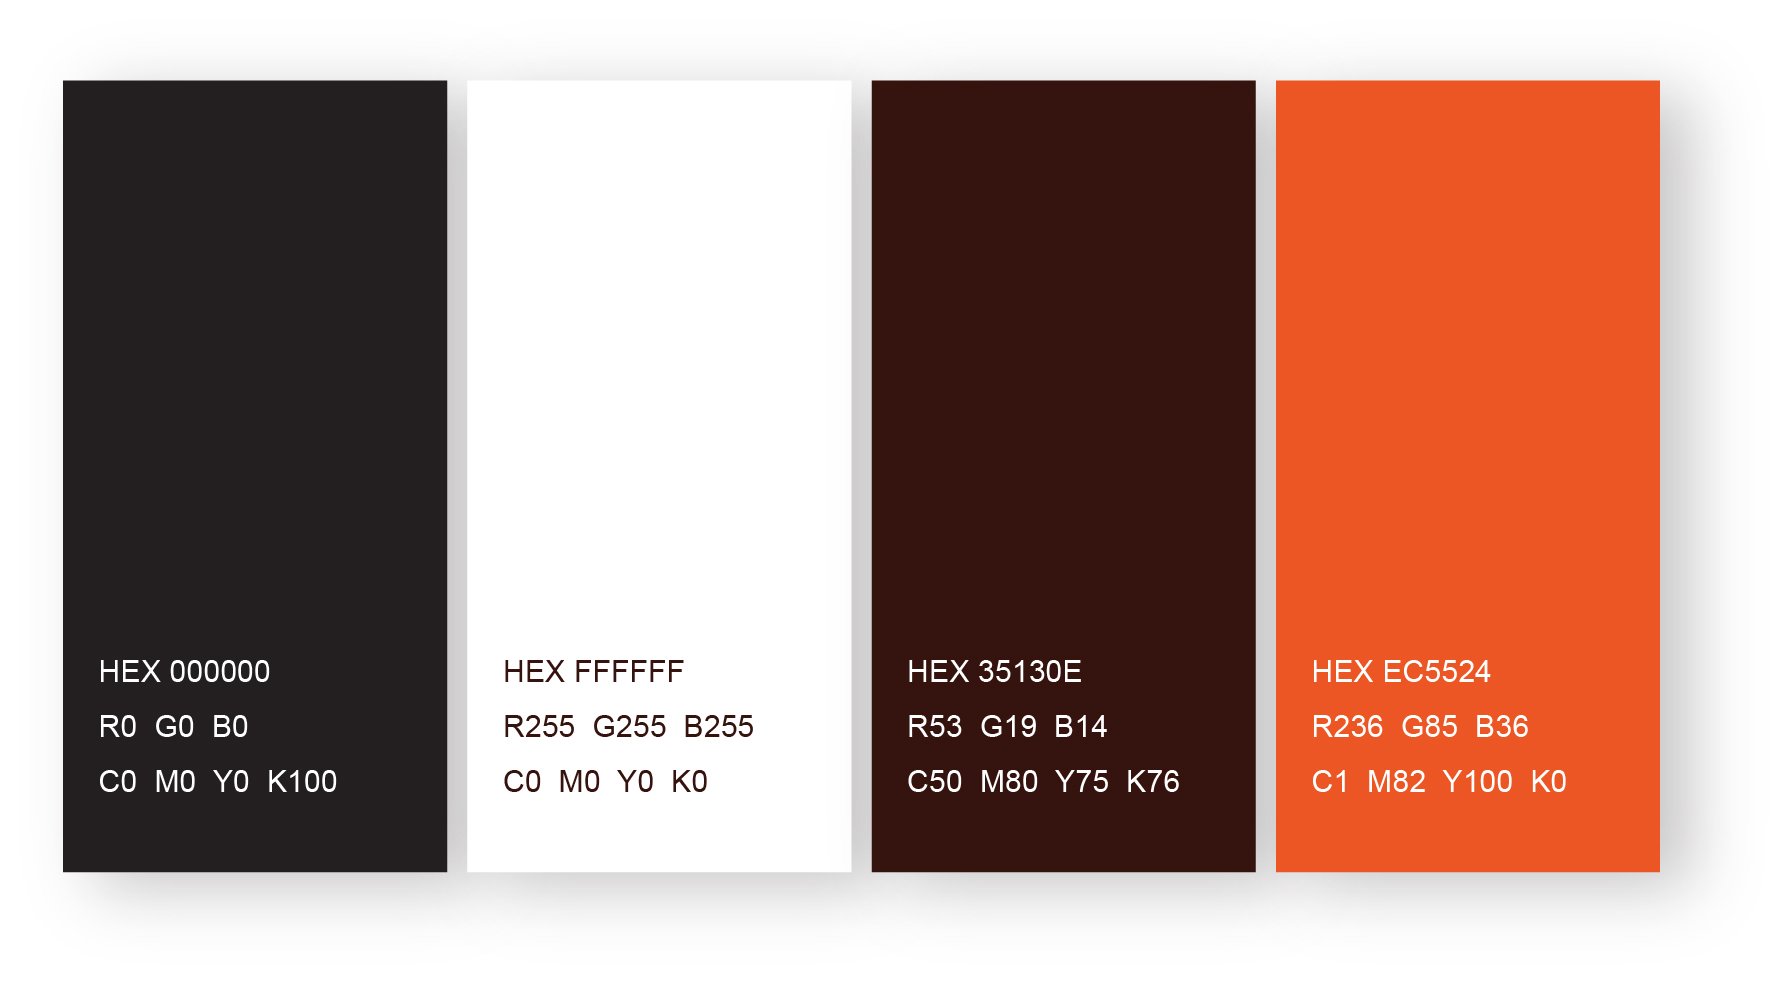 HEX 000000
R0 G0 B0
C0 M0 Y0 K100
HEX FFFFFF
R255 G255 B255
C0 M0 Y0 K0
HEX 35130E
R53 G19 B14
C50 M80 Y75 K76
HEX EC5524
R236 G85 B36
C1 M82 Y100 K0